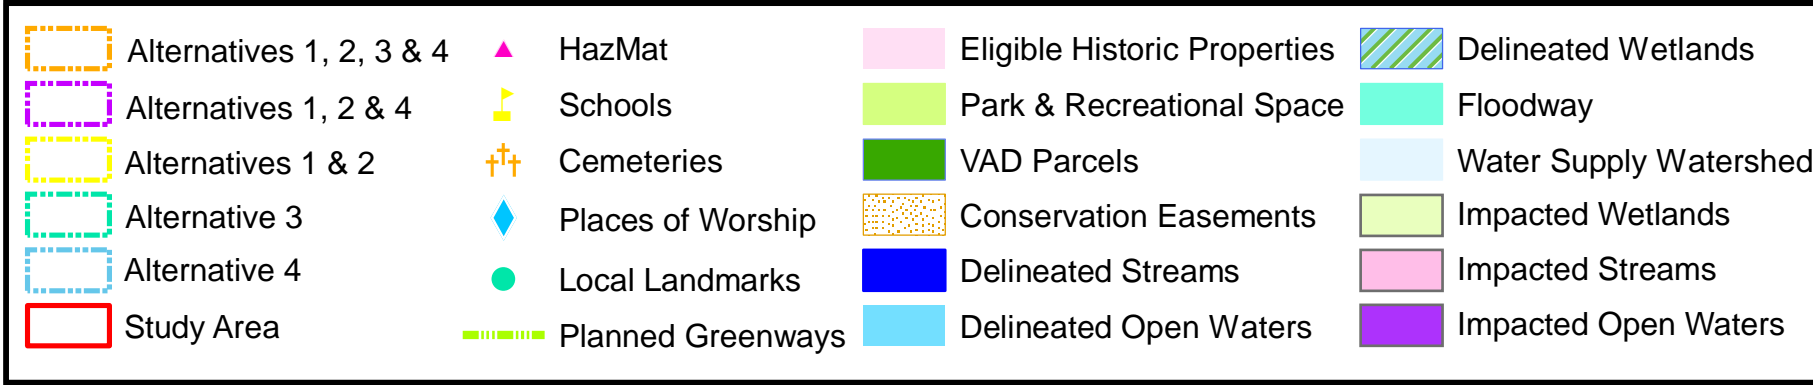 Alternatives 1, 2, 3 & 4
Alternatives 1, 2 & 4
Alternatives 1 & 2
Alternative 3
Alternative 4
Study Area
HazMat
Schools
Cemeteries
Places of Worship
Local Landmarks
Planned Greenways
Eligible Historic Properties
Park & Recreational Space
VAD Parcels
Conservation Easements
Delineated Streams
Delineated Open Waters
Delineated Wetlands
Floodway
Water Supply Watershed
Impacted Wetlands
Impacted Streams
Impacted Open Waters